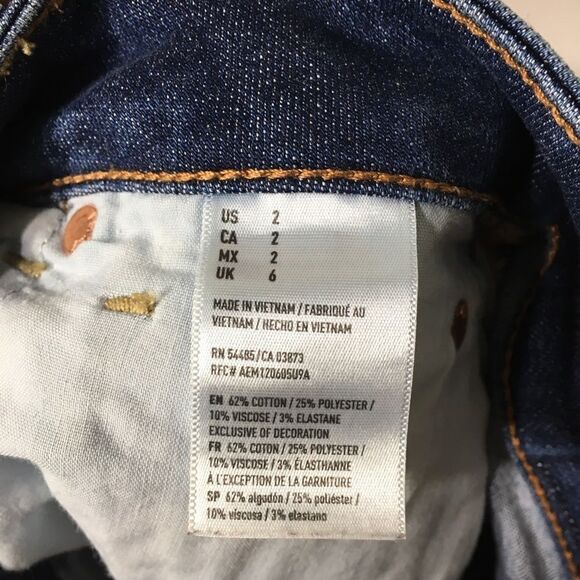 US 2
CA 2
MX 2
UK 6
MADE IN VIETNAM / FABRIQUÉ AU
VIETNAM / HECHO EN VIETNAM
RN 54485/CA 03873
RFC# AEM120605U9A
EN 62% COTTON / 25% POLYESTER /
10% VISCOSE / 3% ELASTANE
EXCLUSIVE OF DECORATION
FR 62% COTON / 25% POLYESTER /
10% VISCOSE / 3% ÉLASTHANNE
À L'EXCEPTION DE LA GARNITURE
SP 62% algodón / 25% poliéster /
10% viscosa / 3% elastano